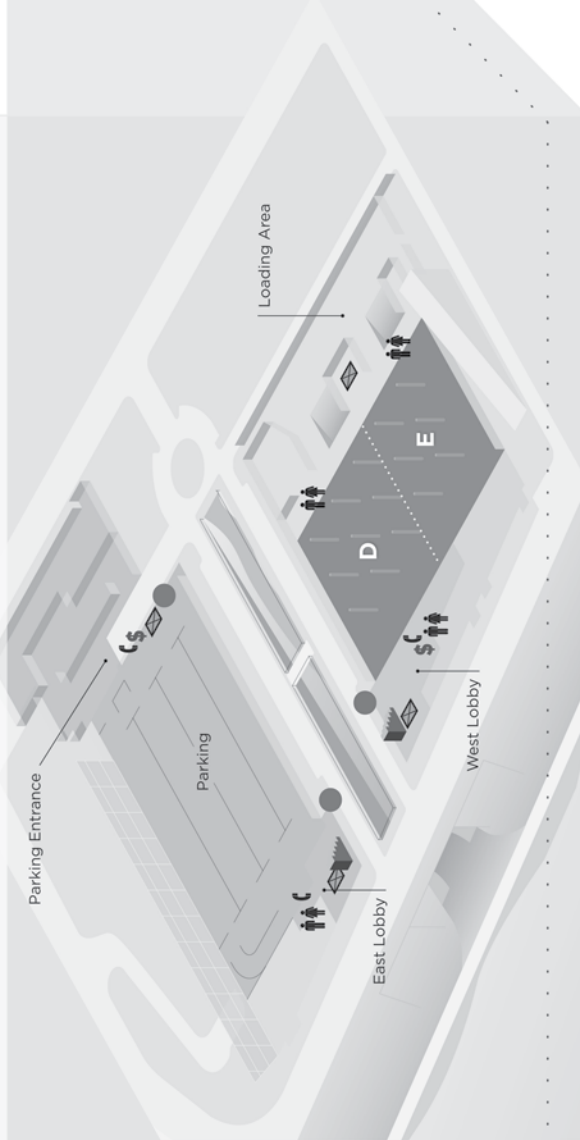 Parking Entrance
Parking
Loading Area
D
E
$
$
East Lobby
West Lobby